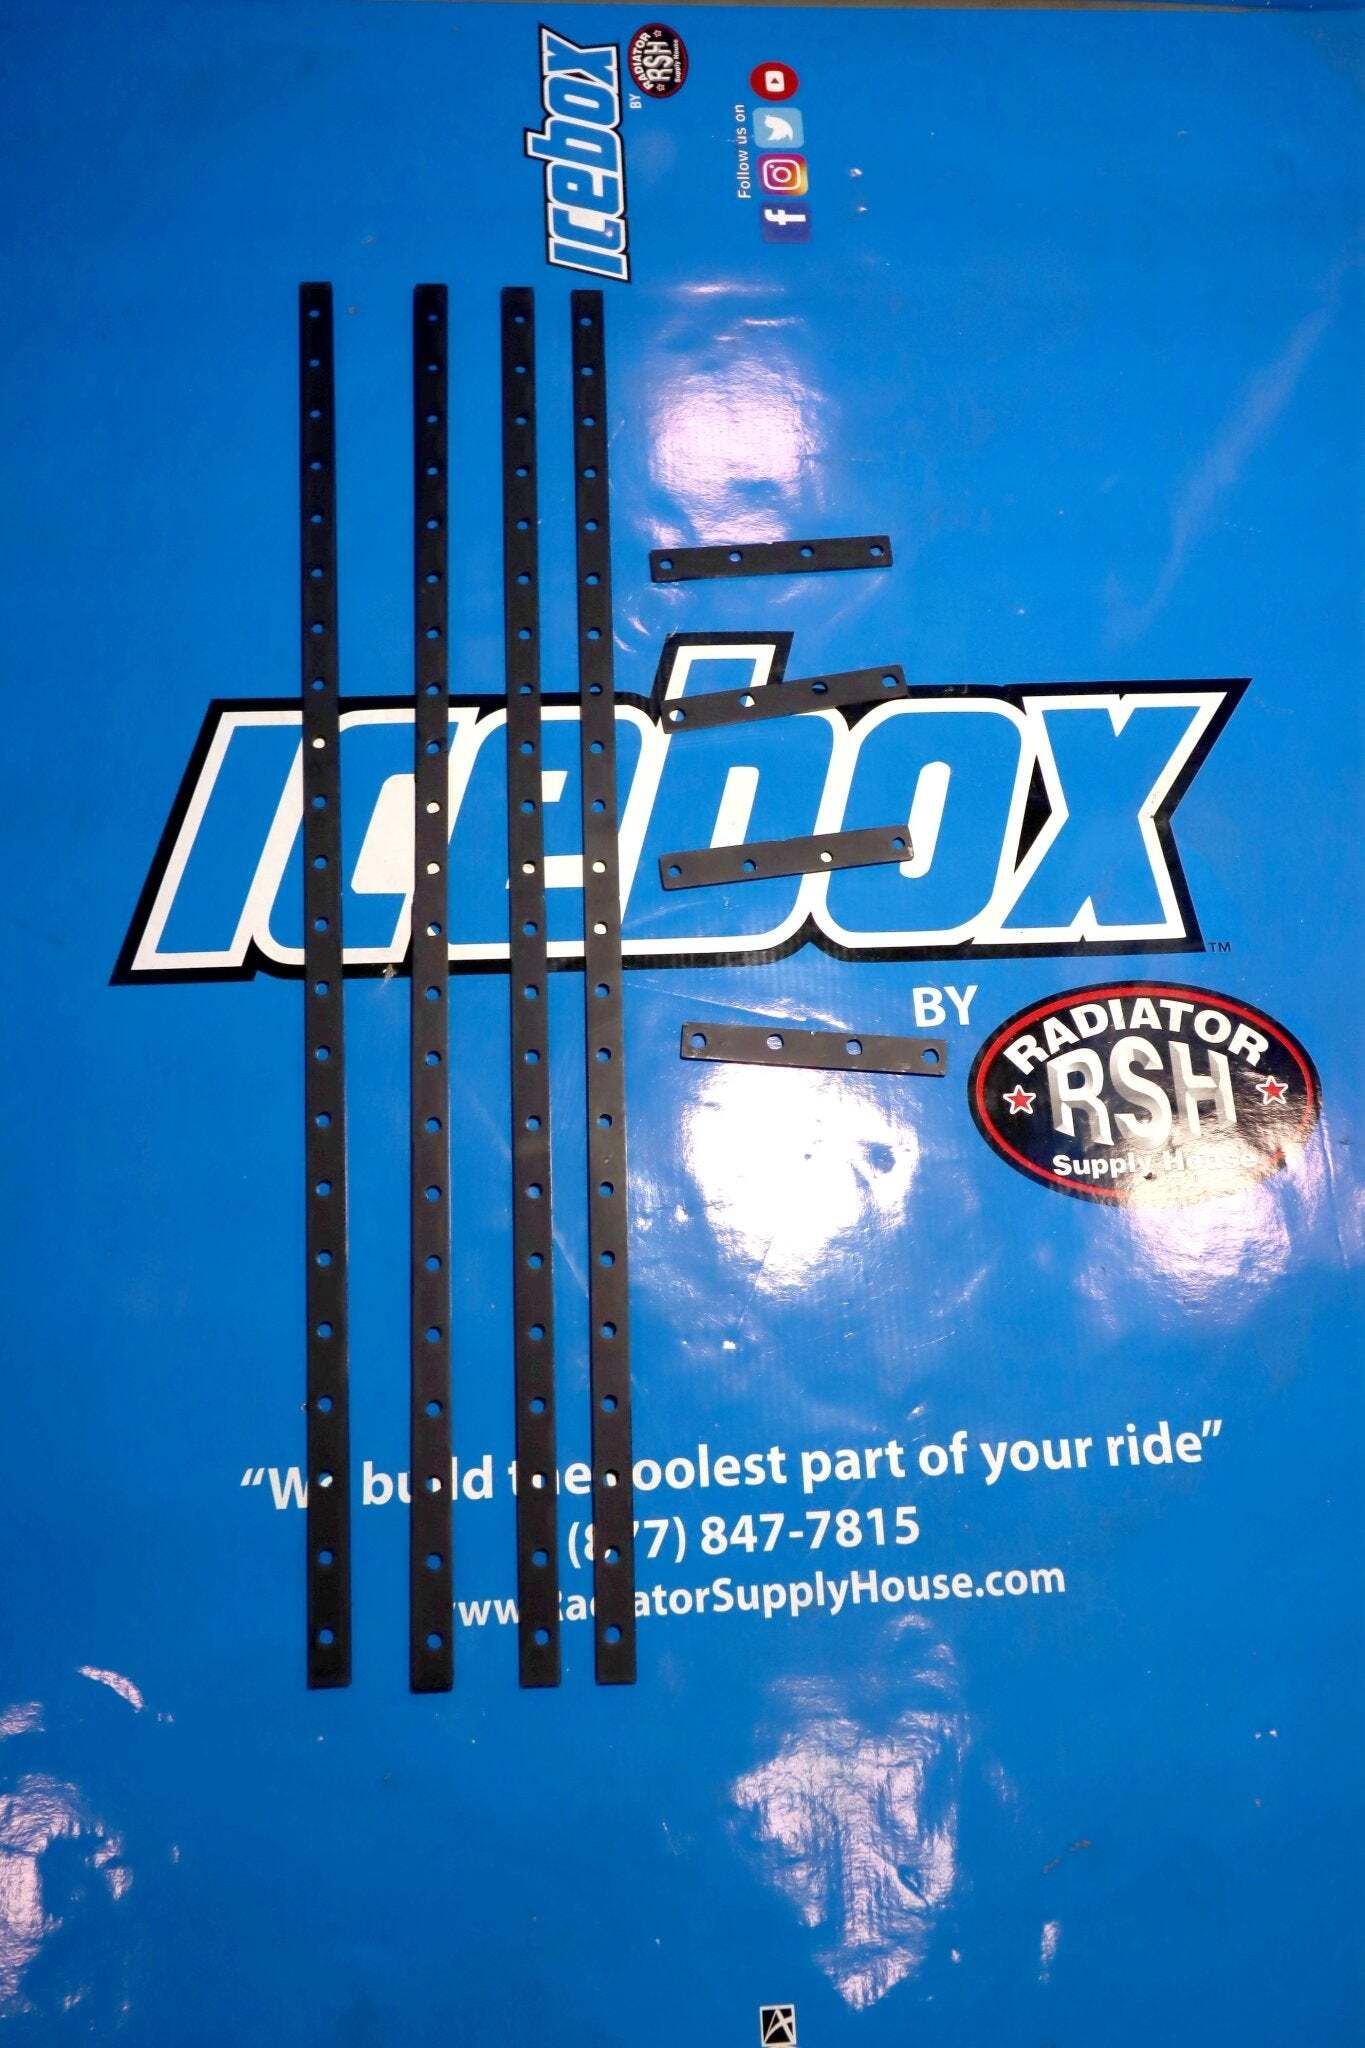 Icebox
BY
RADIATOR
RSH
Supply House
Follow us on
Icebox
TM
BY
RADIATOR
RSH
Supply House
"We build the coolest part of your ride"
(877) 847-7815
www.RadiatorSupplyHouse.com